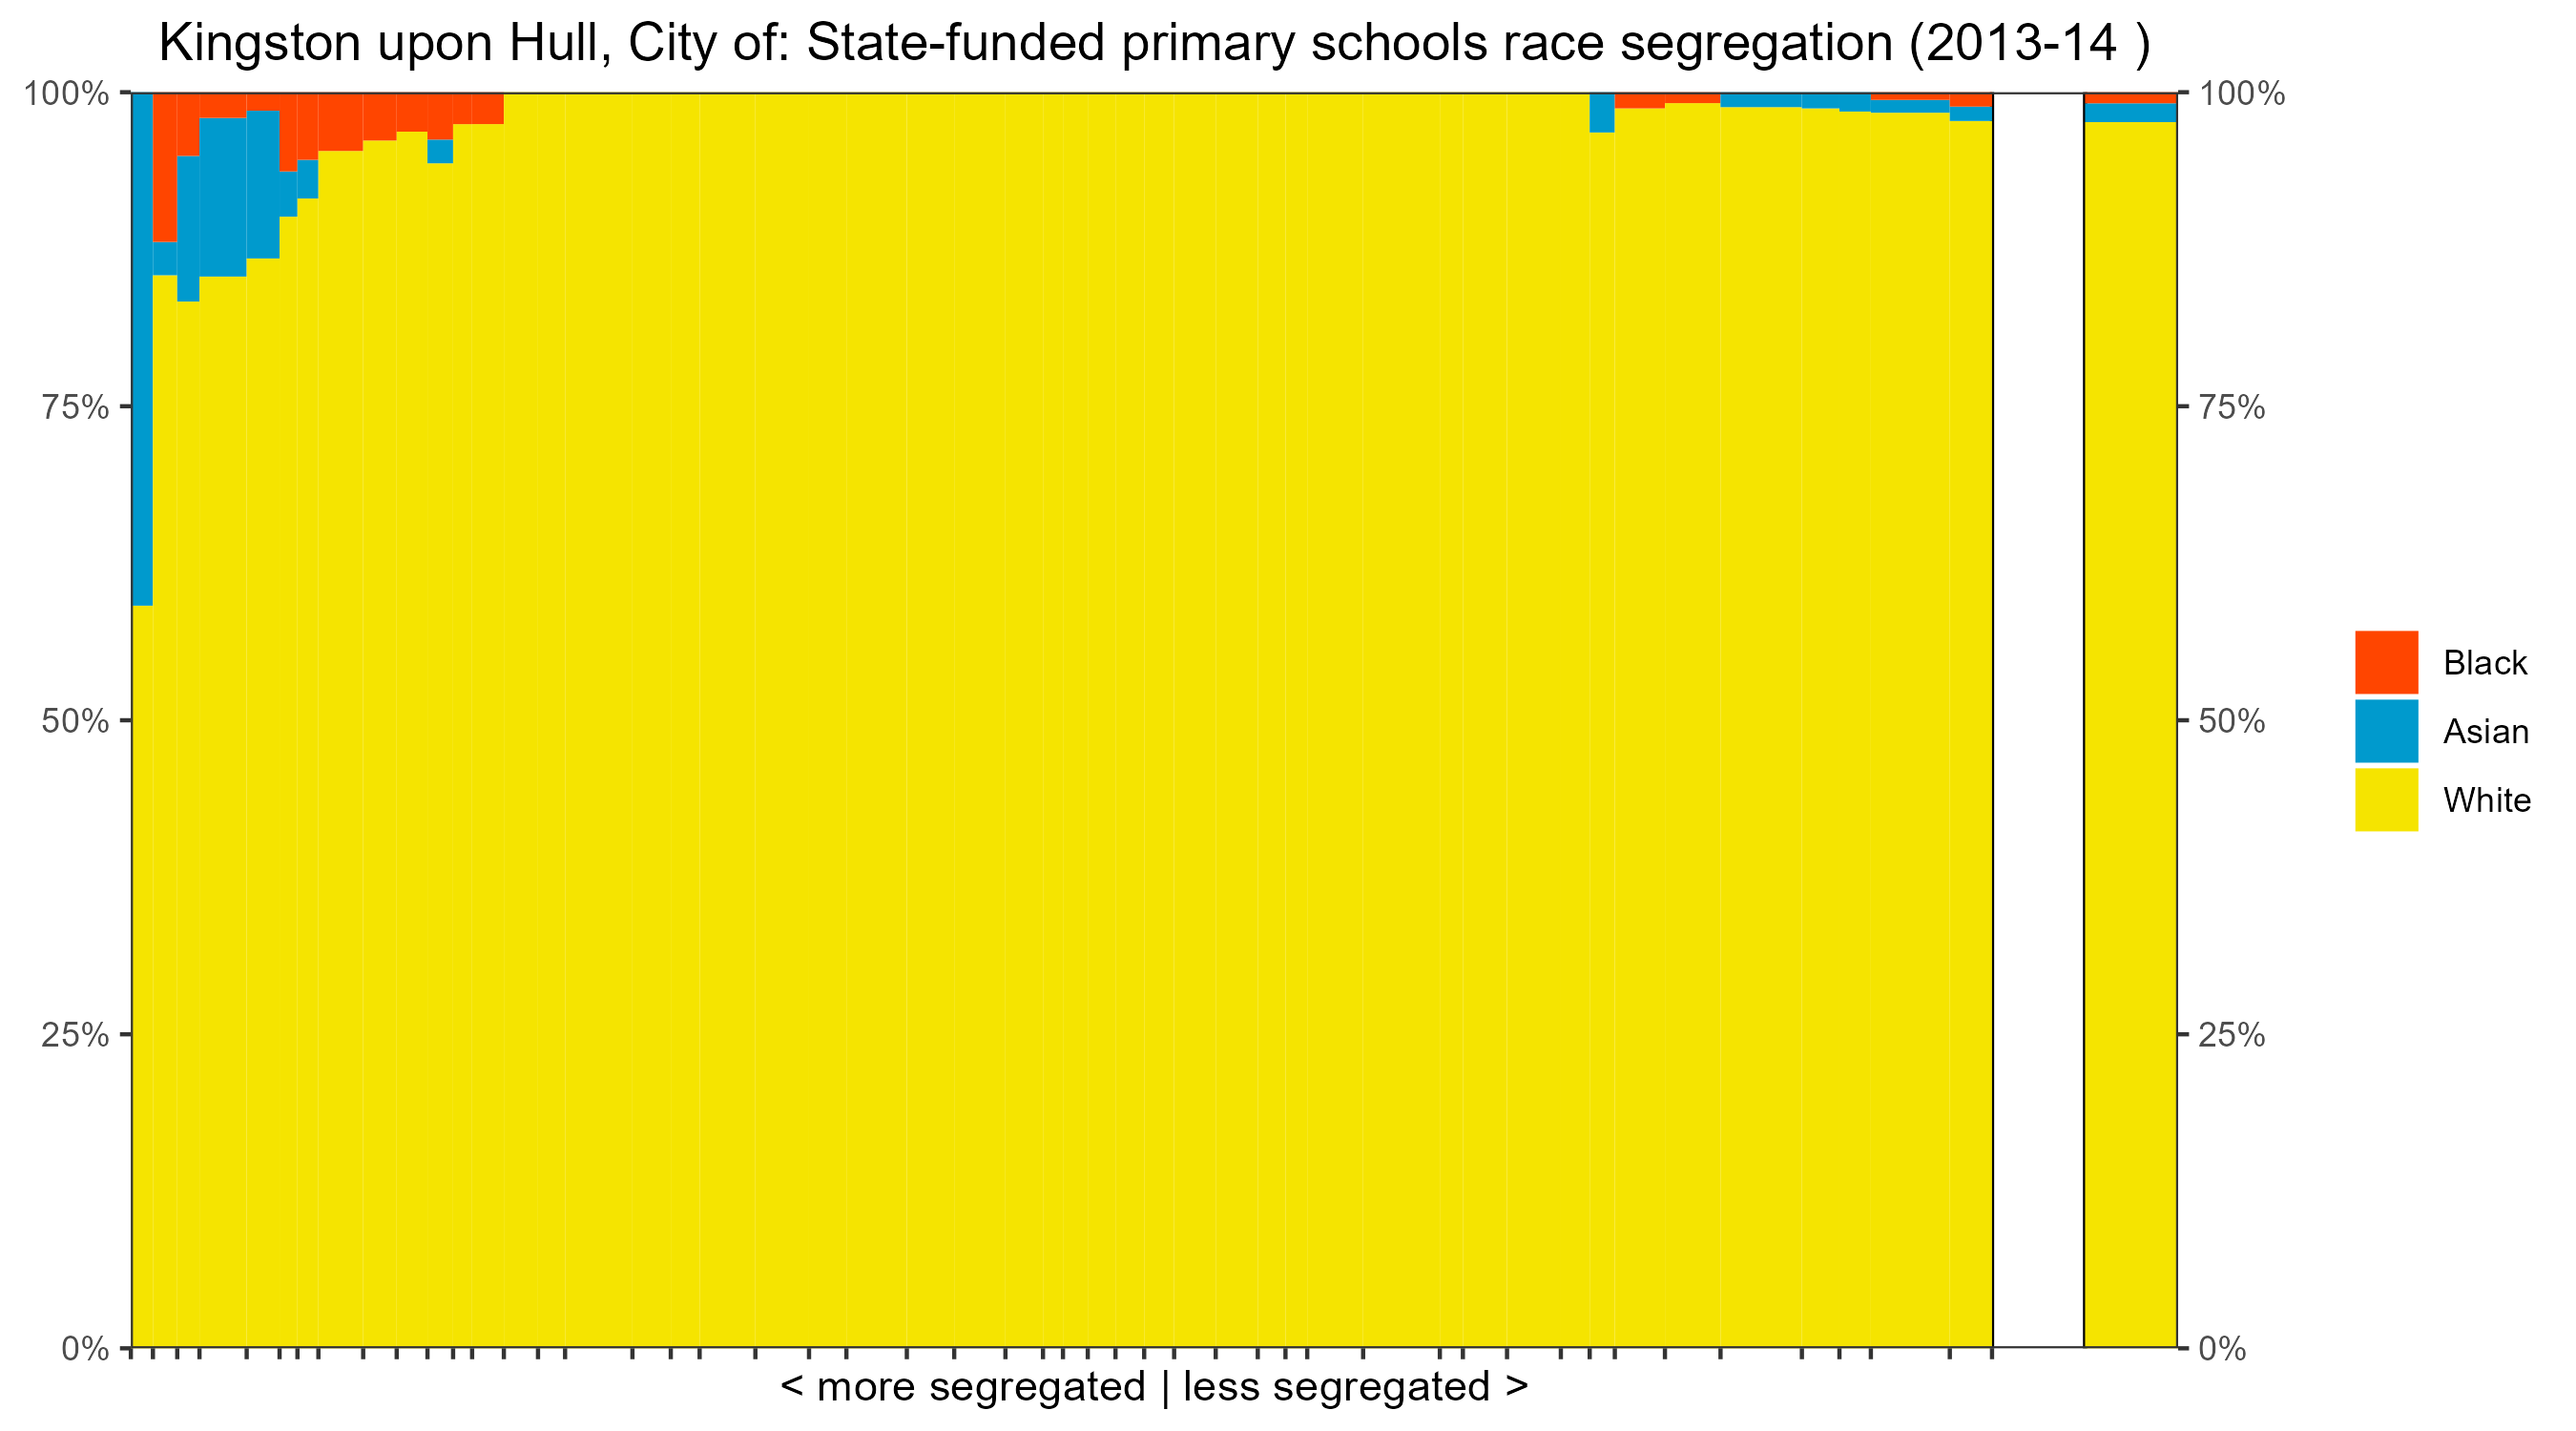 Kingston upon Hull, City of: State-funded primary schools race segregation (2013-14 )
100%
75%
50%
25%
0%
100%
75%
50%
25%
0%
Black
Asian
White
< more segregated | less segregated >